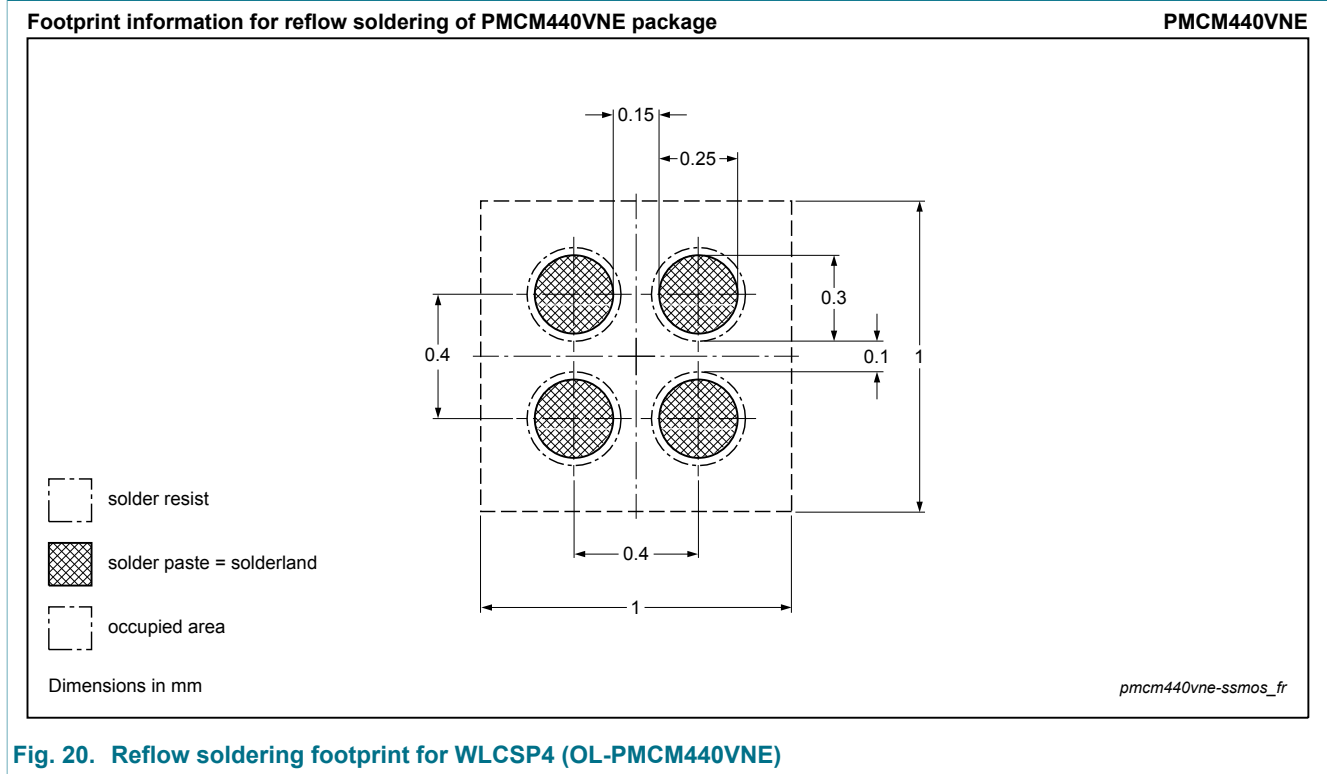 Footprint information for reflow soldering of PMCM440VNE package PMCM440VNE
0.15
0.25
0.3
0.4
0.1
1
0.4
1
solder resist
solder paste = solderland
occupied area
Dimensions in mm
pmcm440vne-ssmos_fr
Fig. 20. Reflow soldering footprint for WLCSP4 (OL-PMCM440VNE)